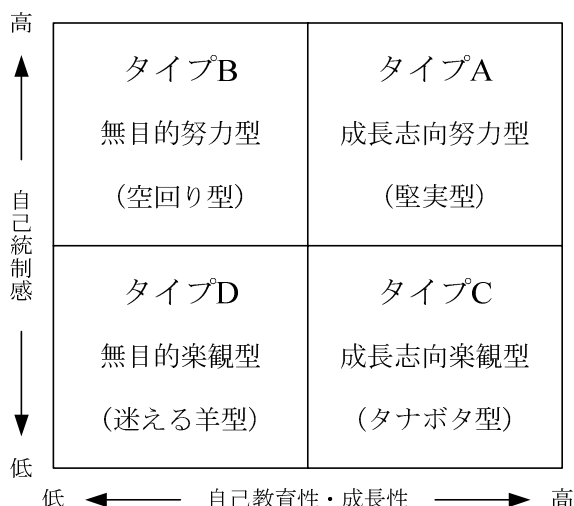 高
タイプB
無目的努力型
(空回り型)
タイプA
成長志向努力型
(堅実型)
自己統制感
タイプD
無目的楽観型
(迷える羊型)
タイプC
成長志向楽観型
(タナボタ型)
低
低
自己教育性・成長性
高